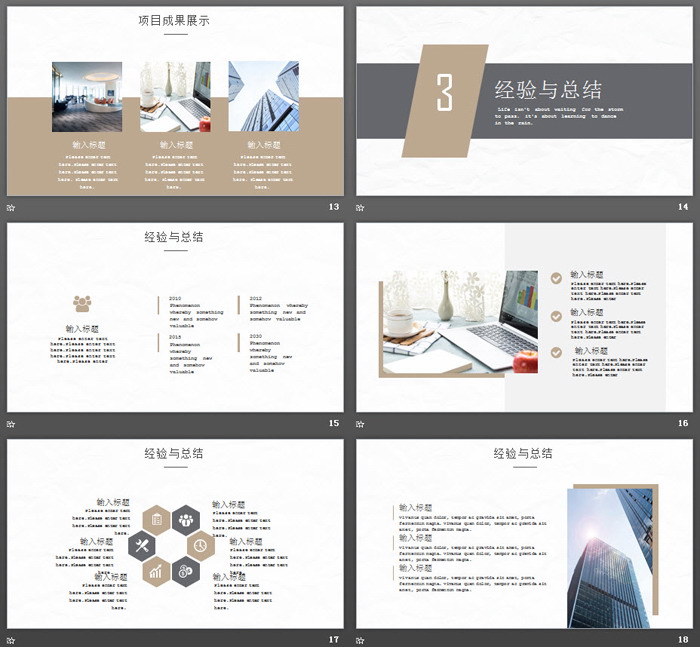 项目成果展示
输入标题
please enter text
here.please enter text
here.please enter text
here. please enter text
here.
输入标题
please enter text
here.please enter text
here.please enter text
here. please enter text
here.
输入标题
please enter text
here.please enter text
here.please enter text
here. please enter text
here.
13
3
经验与总结
Life isn't about waiting for the storm
to pass. it's about learning to dance
in the rain.
14
经验与总结
输入标题
please enter text
here.please enter text
here.please enter text
here.please enter text
here.please enter
2010
Phenomenon
whereby something
new and somehow
valuable
2012
Phenomenon whereby
something new and
somehow valuable
2015
Phenomenon
whereby
something new
and somehow
valuable
2030
Phenomenon
whereby
something new
and somehow
valuable
15
输入标题
please enter text here.please
enter text here.please enter
text here.please enter text
here.please enter
输入标题
please enter text here.please
enter text here.please enter
text here.please enter text
here.please enter
输入标题
please enter text here.please
enter text here.please enter
text here.please enter text
here.please enter
16
经验与总结
输入标题
please enter text
here.please enter text
here.please enter text
here.
输入标题
please enter text
here.please enter text
here.please enter text
here.
输入标题
please enter text
here.please enter text
here.please enter text
here.
输入标题
please enter text
here.please enter text
here.please enter text
here.
输入标题
please enter text
here.please enter text
here.please enter text
here.
输入标题
please enter text
here.please enter text
here.please enter text
here.
17
经验与总结
输入标题
vivamus quam dolor, tempor ac gravida sit amet, porta
fermentum magna. vivamus quam dolor, tempor ac gravida sit
amet, porta fermentum magna.
输入标题
vivamus quam dolor, tempor ac gravida sit amet, porta
fermentum magna. vivamus quam dolor, tempor ac gravida sit
amet, porta fermentum magna.
输入标题
vivamus quam dolor, tempor ac gravida sit amet, porta
fermentum magna. vivamus quam dolor, tempor ac gravida sit
amet, porta fermentum magna.
18